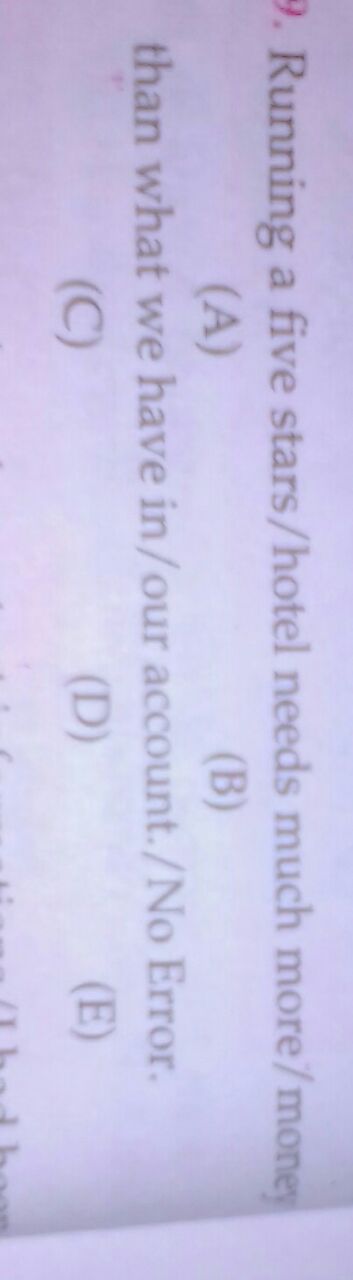 9. Running a five stars/hotel needs much more/money
(A) (B)
than what we have in/our account./No Error.
(C) (D) (E)